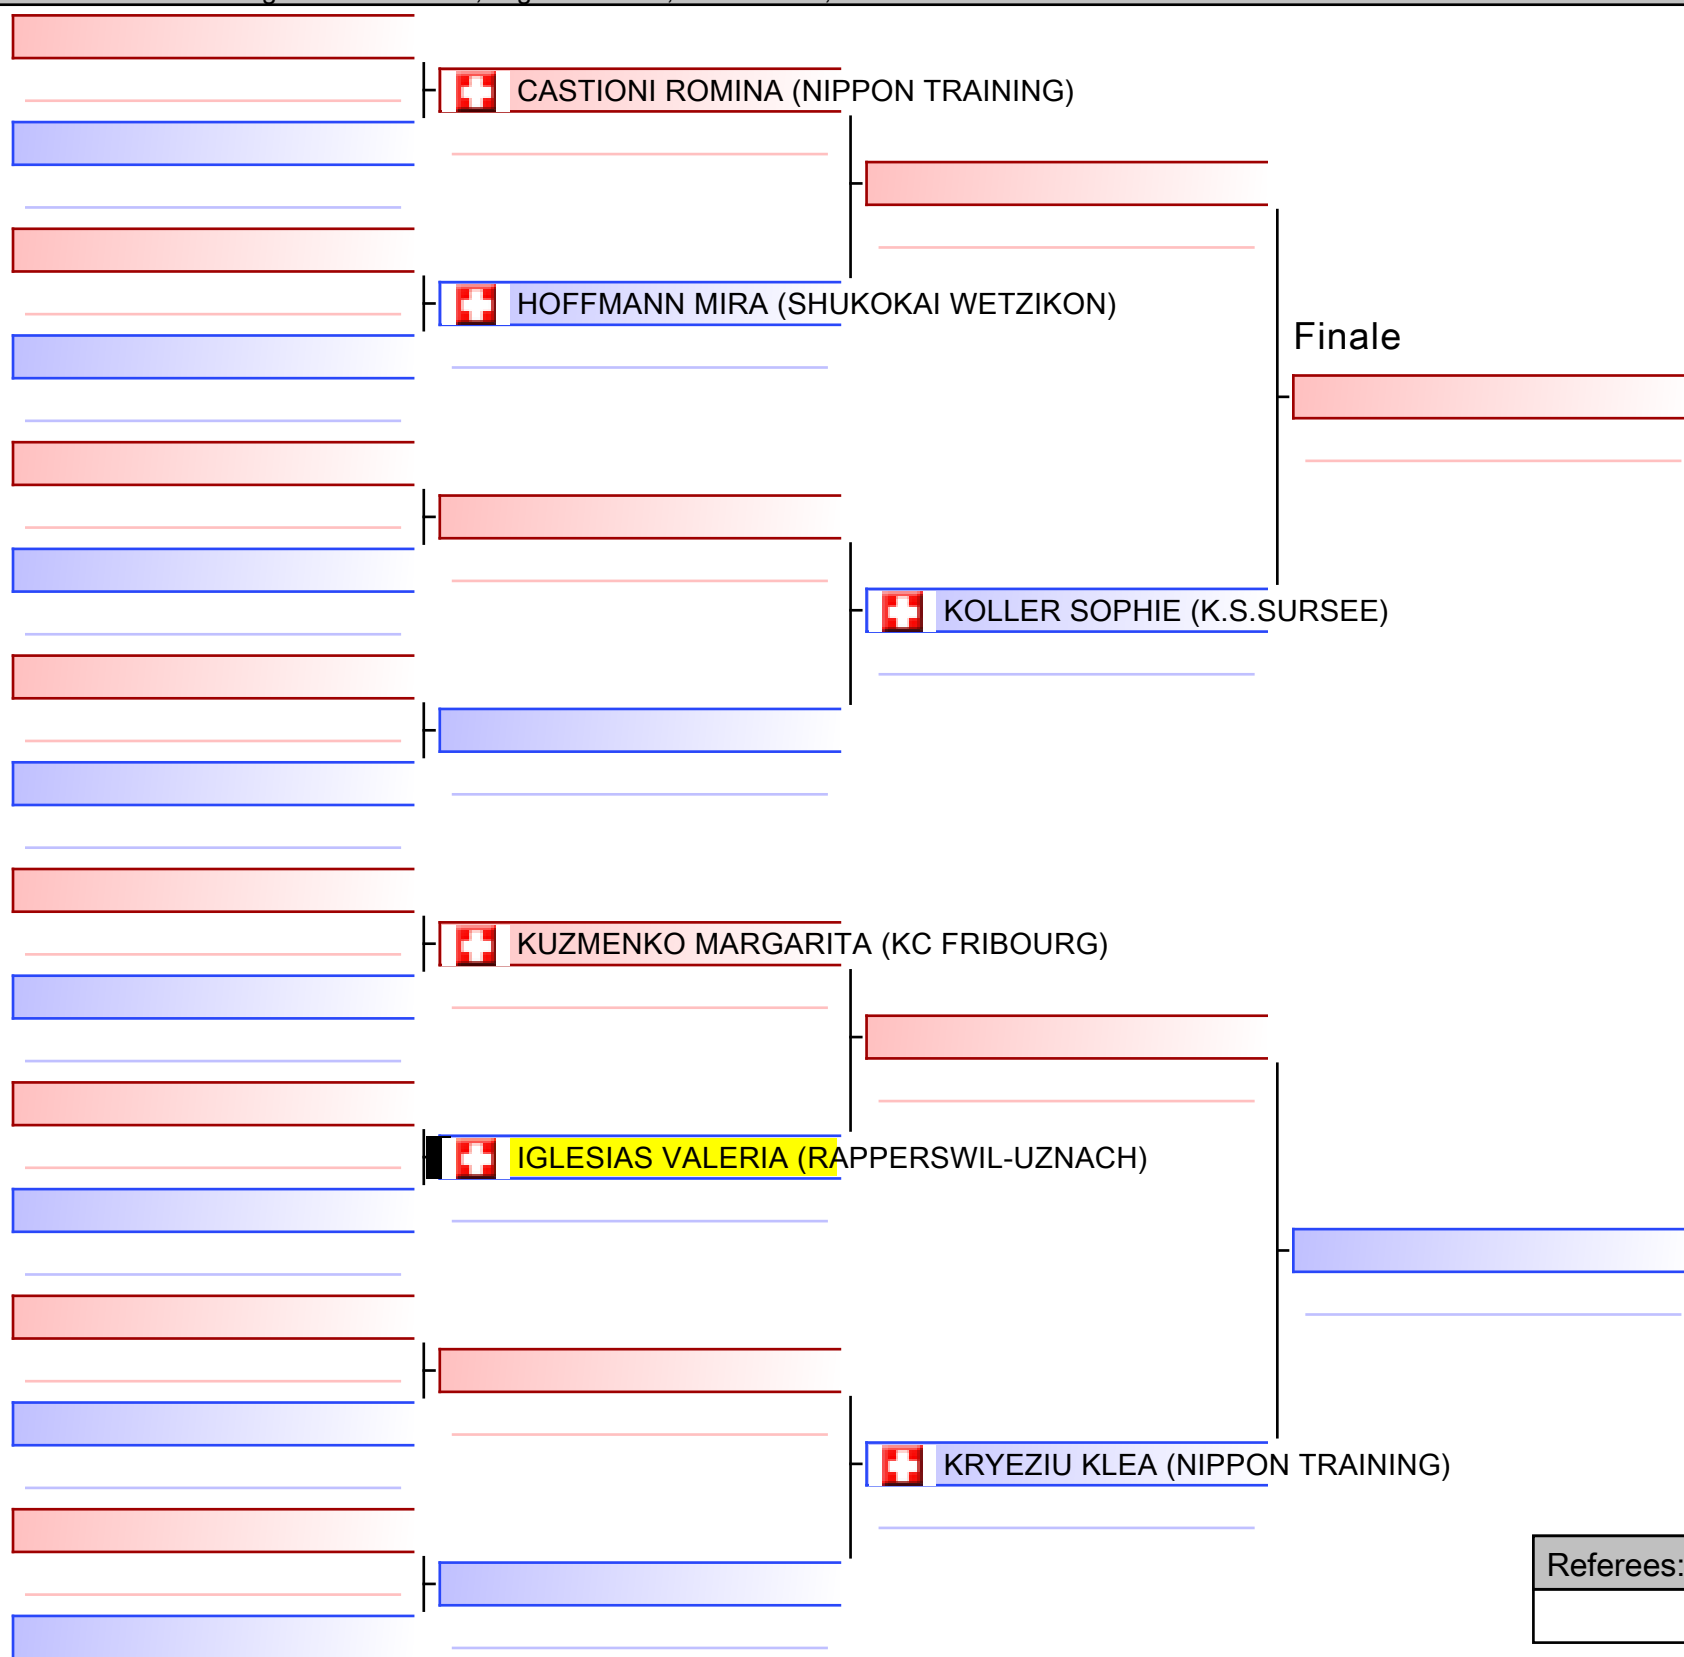 CASTIONI ROMINA (NIPPON TRAINING)
HOFFMANN MIRA (SHUKOKAI WETZIKON)
Finale
KOLLER SOPHIE (K.S.SURSEE)
KUZMENKO MARGARITA (KC FRIBOURG)
IGLESIAS VALERIA (RAPPERSWIL-UZNACH)
KRYEZIU KLEA (NIPPON TRAINING)
Referees: